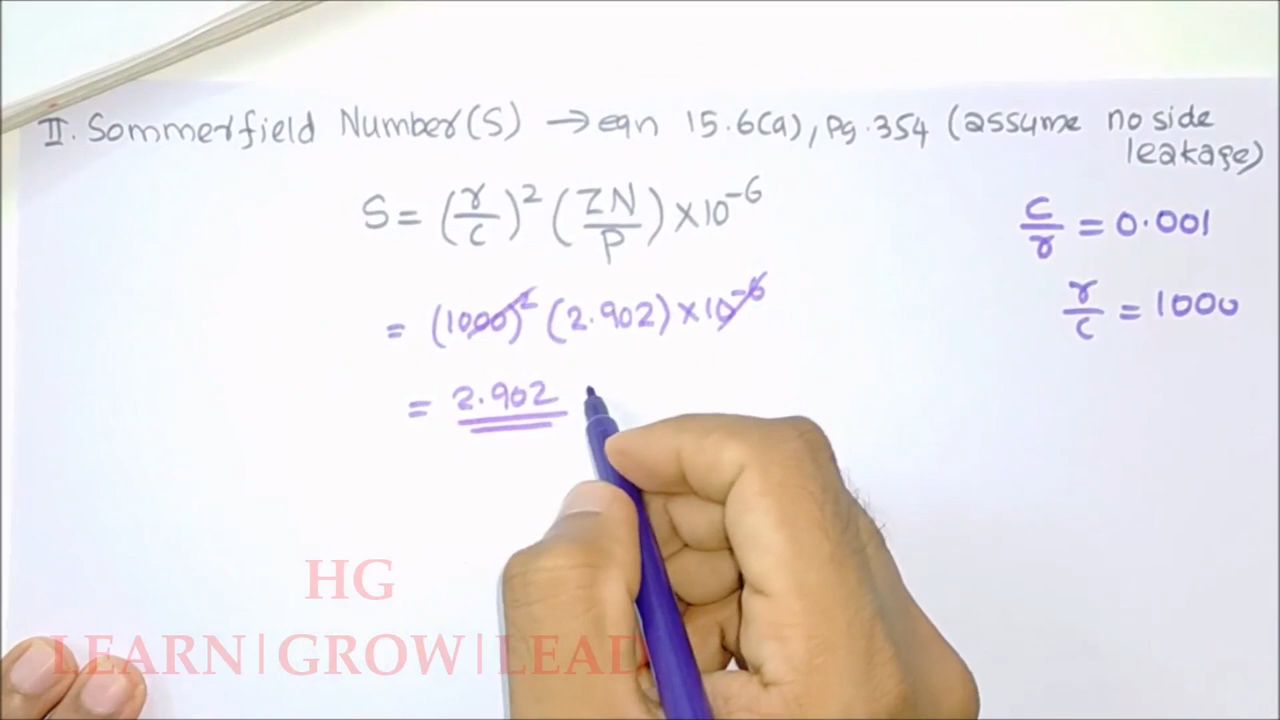 II. Sommerfield Number(S) → eqn 15.6(a), Pg.354 (assume no side
leakage)
S = (r/c)² (ZN/P) × 10⁻⁶
c/r = 0.001
= (1000)² (2.902) × 10⁻⁶
r/c = 1000
= 2.902
HG
LEARN|GROW|LEAD